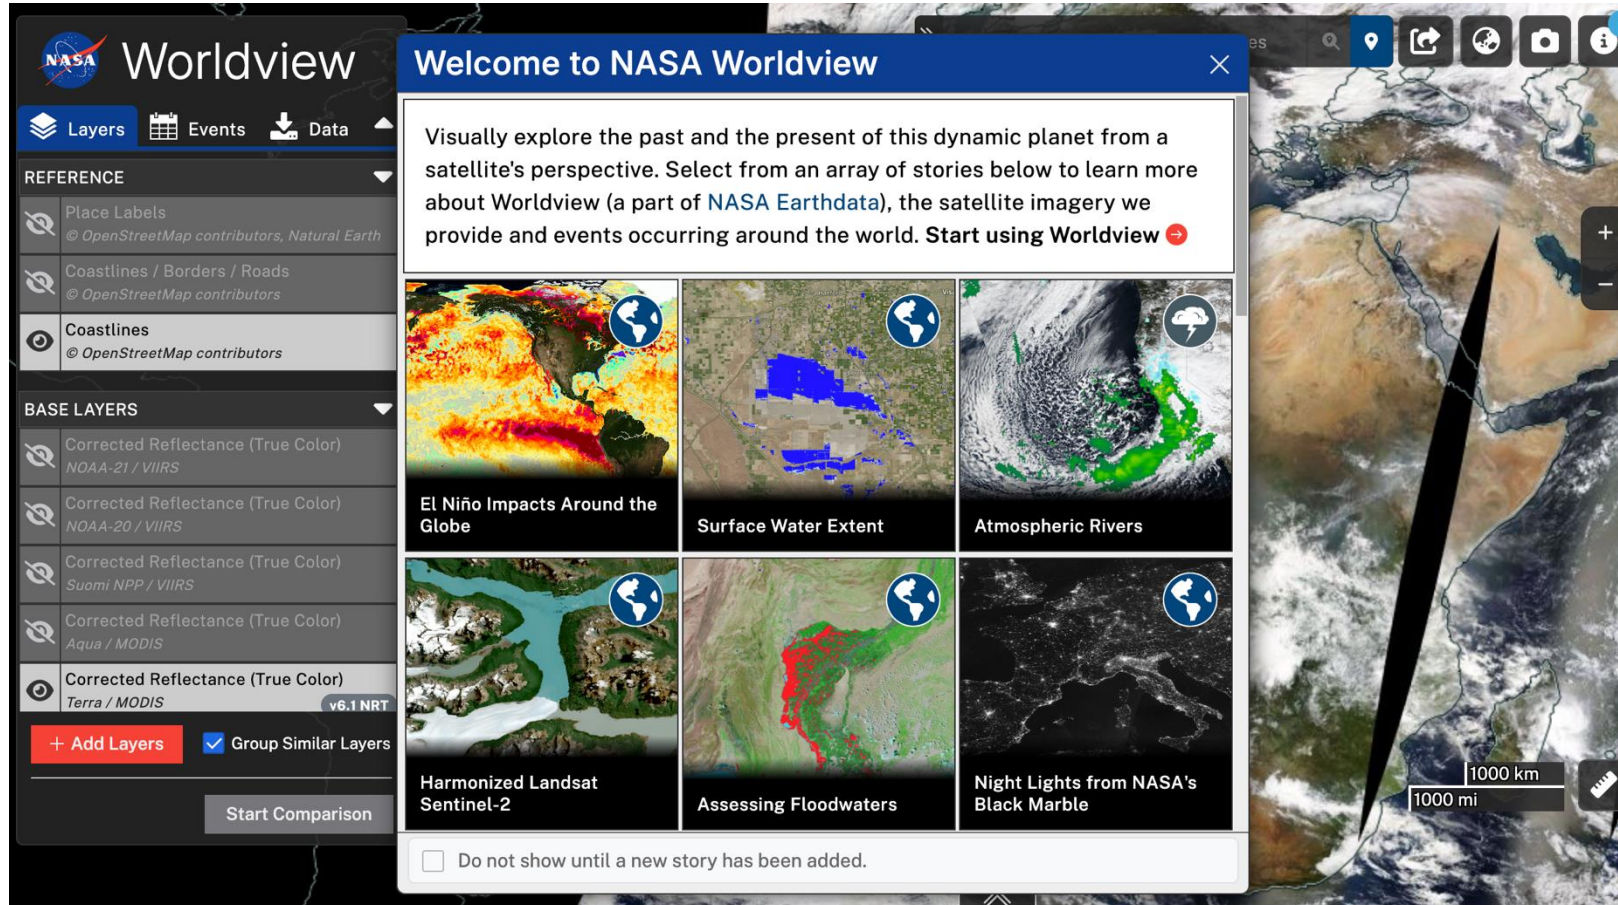 NASA
Worldview
Layers
Events
Data
REFERENCE
Place Labels
© OpenStreetMap contributors, Natural Earth
Coastlines / Borders / Roads
© OpenStreetMap contributors
Coastlines
© OpenStreetMap contributors
BASE LAYERS
Corrected Reflectance (True Color)
NOAA-21 / VIIRS
Corrected Reflectance (True Color)
NOAA-20 / VIIRS
Corrected Reflectance (True Color)
Suomi NPP / VIIRS
Corrected Reflectance (True Color)
Aqua / MODIS
Corrected Reflectance (True Color)
Terra / MODIS
v6.1 NRT
+ Add Layers
Group Similar Layers
Start Comparison
Welcome to NASA Worldview
Visually explore the past and the present of this dynamic planet from a
satellite's perspective. Select from an array of stories below to learn more
about Worldview (a part of NASA Earthdata), the satellite imagery we
provide and events occurring around the world. Start using Worldview
El Niño Impacts Around the
Globe
Surface Water Extent
Atmospheric Rivers
Harmonized Landsat
Sentinel-2
Assessing Floodwaters
Night Lights from NASA's
Black Marble
Do not show until a new story has been added.
1000 km
1000 mi